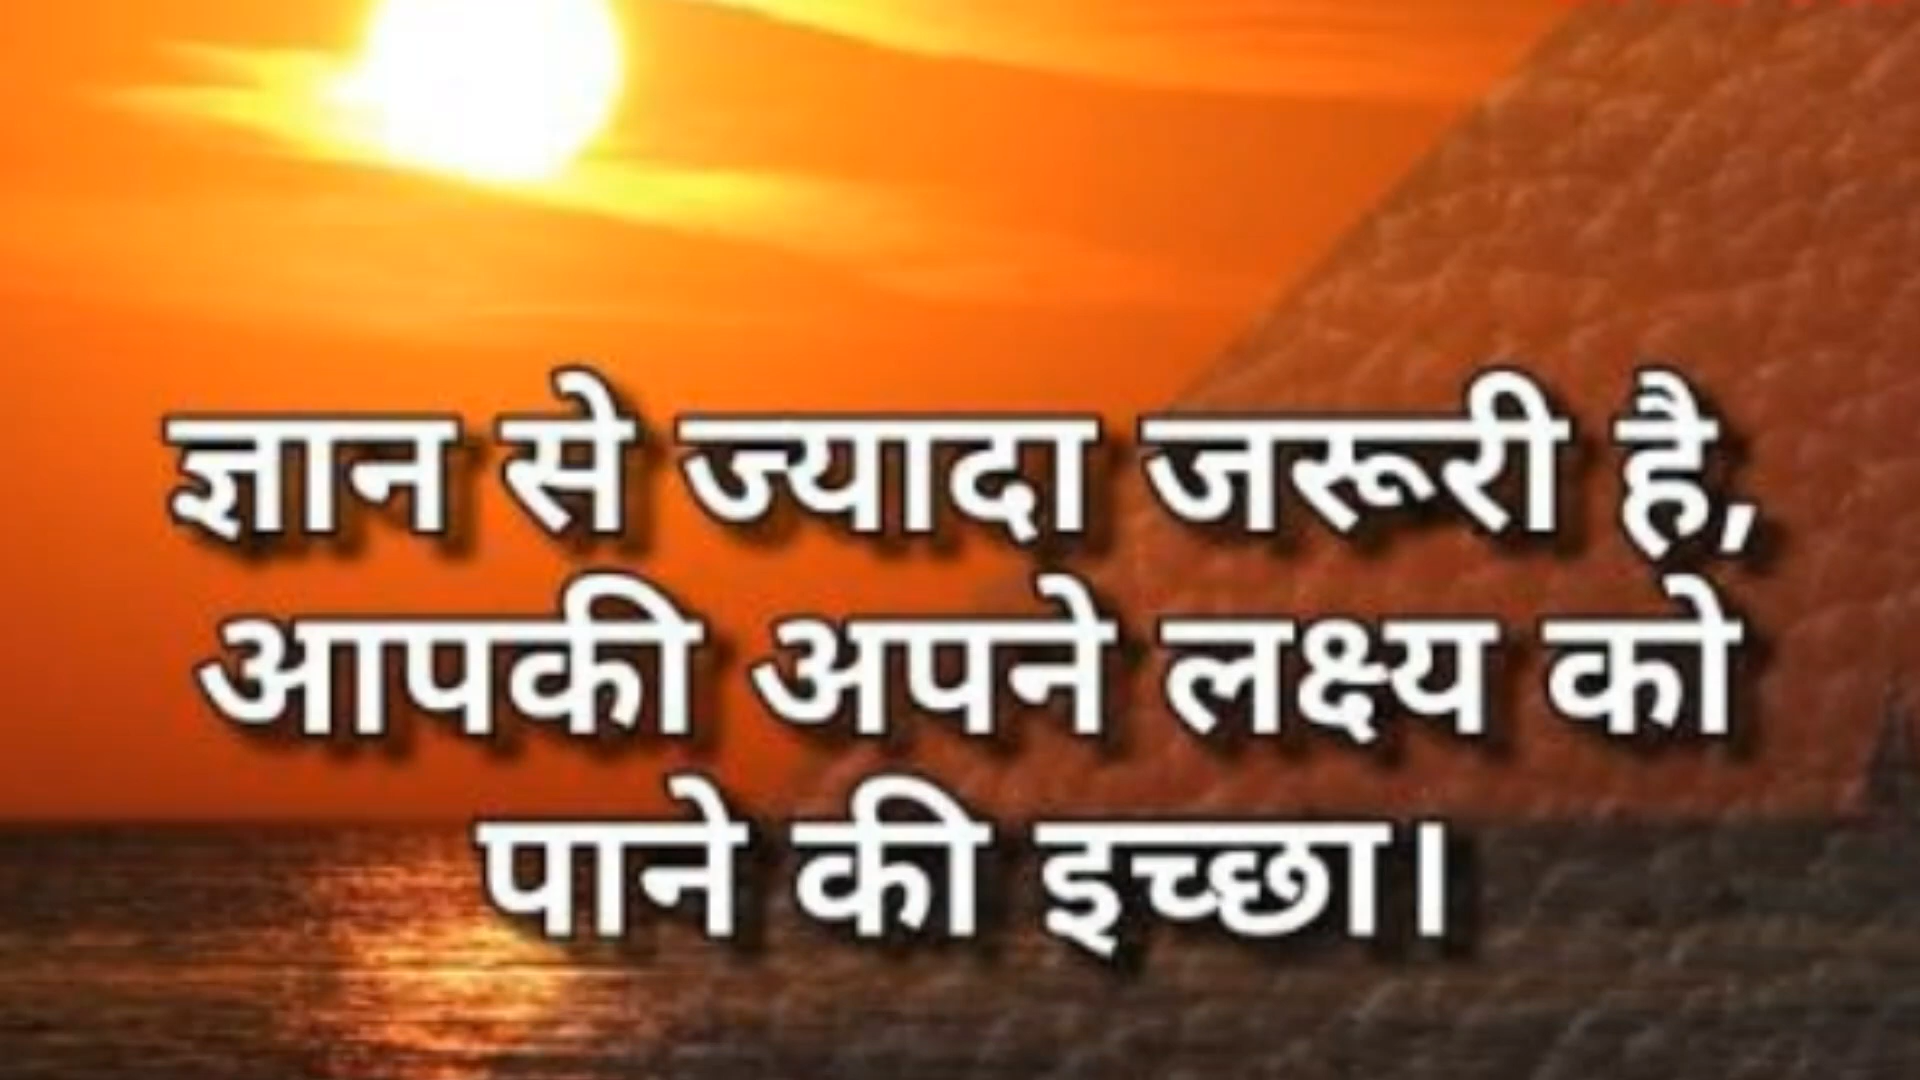 ज्ञान से ज्यादा जरूरी है,
आपकी अपने लक्ष्य को
पाने की इच्छा।